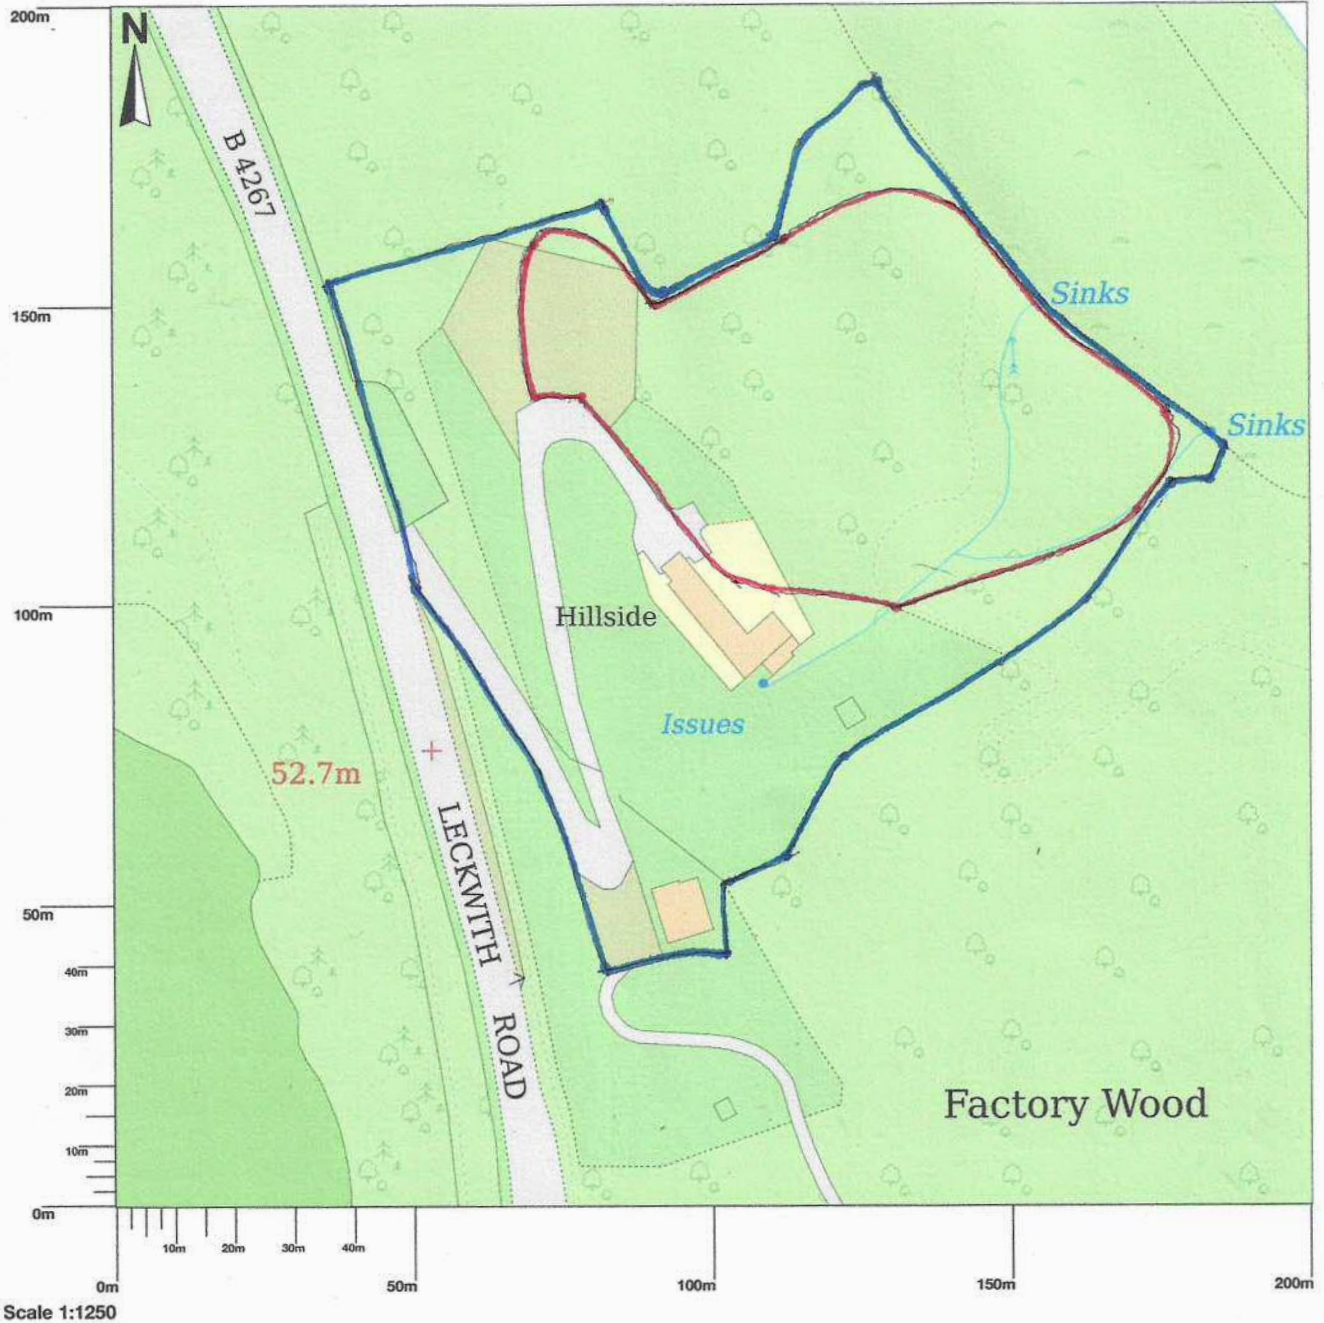 200m
N
B 4267
Sinks
150m
Sinks
100m
Hillside
Issues
52.7m
LECKWITH
50m
40m
30m
ROAD
20m
Factory Wood
10m
0m
10m 20m 30m 40m
0m 50m 100m 150m 200m
Scale 1:1250